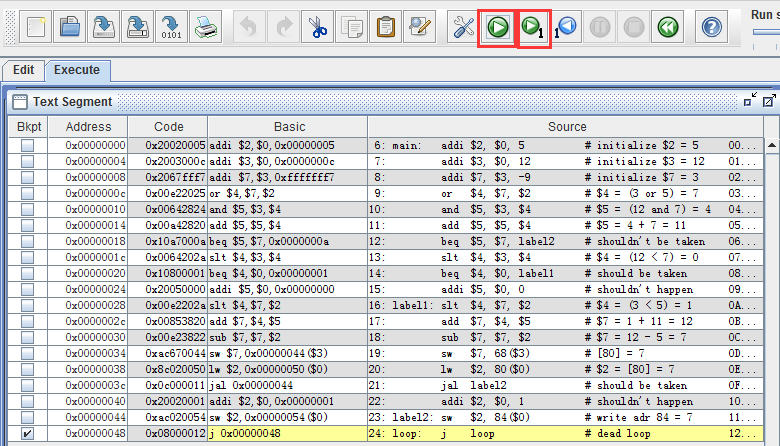 Run s
0101
1
1
Edit Execute
Text Segment
Bkpt Address Code Basic Source
0x00000000 0x20020005 addi $2,$0,0x00000005 6: main: addi $2, $0, 5 # initialize $2 = 5 00...
0x00000004 0x2003000c addi $3,$0,0x0000000c 7: addi $3, $0, 12 # initialize $3 = 12 01...
0x00000008 0x2067fff7 addi $7,$3,0xfffffff7 8: addi $7, $3, -9 # initialize $7 = 3 02...
0x0000000c 0x00e22025 or $4,$7,$2 9: or $4, $7, $2 # $4 = (3 or 5) = 7 03...
0x00000010 0x00642824 and $5,$3,$4 10: and $5, $3, $4 # $5 = (12 and 7) = 4 04...
0x00000014 0x00a42820 add $5,$5,$4 11: add $5, $5, $4 # $5 = 4 + 7 = 11 05...
0x00000018 0x10a7000a beq $5,$7,0x0000000a 12: beq $5, $7, label2 # shouldn't be taken 06...
0x0000001c 0x0064202a slt $4,$3,$4 13: slt $4, $3, $4 # $4 = (12 < 7) = 0 07...
0x00000020 0x10800001 beq $4,$0,0x00000001 14: beq $4, $0, label1 # should be taken 08...
0x00000024 0x20050000 addi $5,$0,0x00000000 15: addi $5, $0, 0 # shouldn't happen 09...
0x00000028 0x00e2202a slt $4,$7,$2 16: label1: slt $4, $7, $2 # $4 = (3 < 5) = 1 0A...
0x0000002c 0x00853820 add $7,$4,$5 17: add $7, $4, $5 # $7 = 1 + 11 = 12 0B...
0x00000030 0x00e23822 sub $7,$7,$2 18: sub $7, $7, $2 # $7 = 12 - 5 = 7 0C...
0x00000034 0xac670044 sw $7,0x00000044($3) 19: sw $7, 68($3) # [80] = 7 0D...
0x00000038 0x8c020050 lw $2,0x00000050($0) 20: lw $2, 80($0) # $2 = [80] = 7 0E...
0x0000003c 0x0c000011 jal 0x00000044 21: jal label2 # should be taken 0F...
0x00000040 0x20020001 addi $2,$0,0x00000001 22: addi $2, $0, 1 # shouldn't happen 10...
0x00000044 0xac020054 sw $2,0x00000054($0) 23: label2: sw $2, 84($0) # write adr 84 = 7 11...
0x00000048 0x08000012 j 0x00000048 24: loop: j loop # dead loop 12...